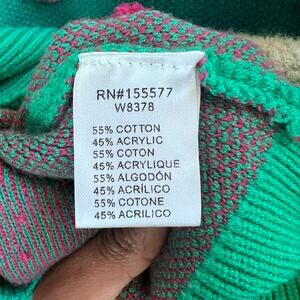 RN#155577
W8378
55% COTTON
45% ACRYLIC
55% COTON
45% ACRYLIQUE
55% ALGODÓN
45% ACRÍLICO
55% COTONE
45% ACRILICO